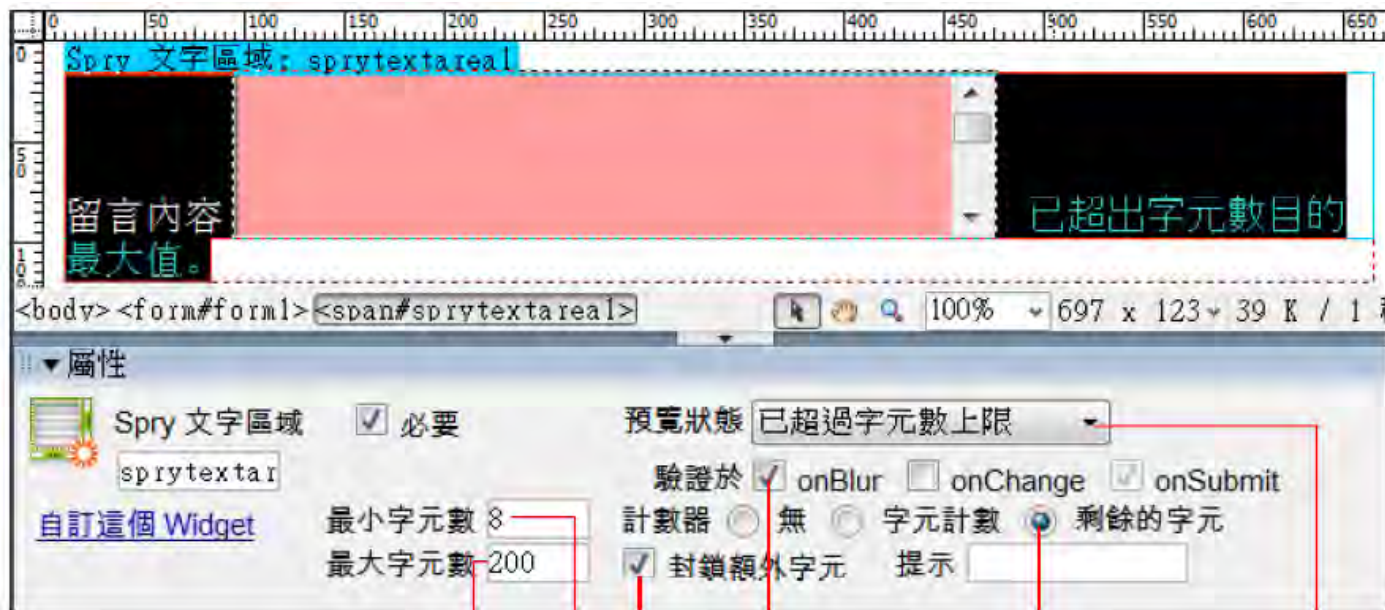 0 50 100 150 200 250 300 350 400 450 500 550 600 650
0
Spry 文字區域: sprytextarea1
50
留言內容 已超出字元數目的
最大值。
<body><form#form1><span#sprytextarea1> 100% 697 x 123 39 K / 1
屬性
Spry 文字區域 必要 預覽狀態 已超過字元數上限
sprytextar 驗證於 onBlur onChange onSubmit
自訂這個 Widget 最小字元數 8 計數器 無 字元計數 剩餘的字元
最大字元數 200 封鎖額外字元 提示